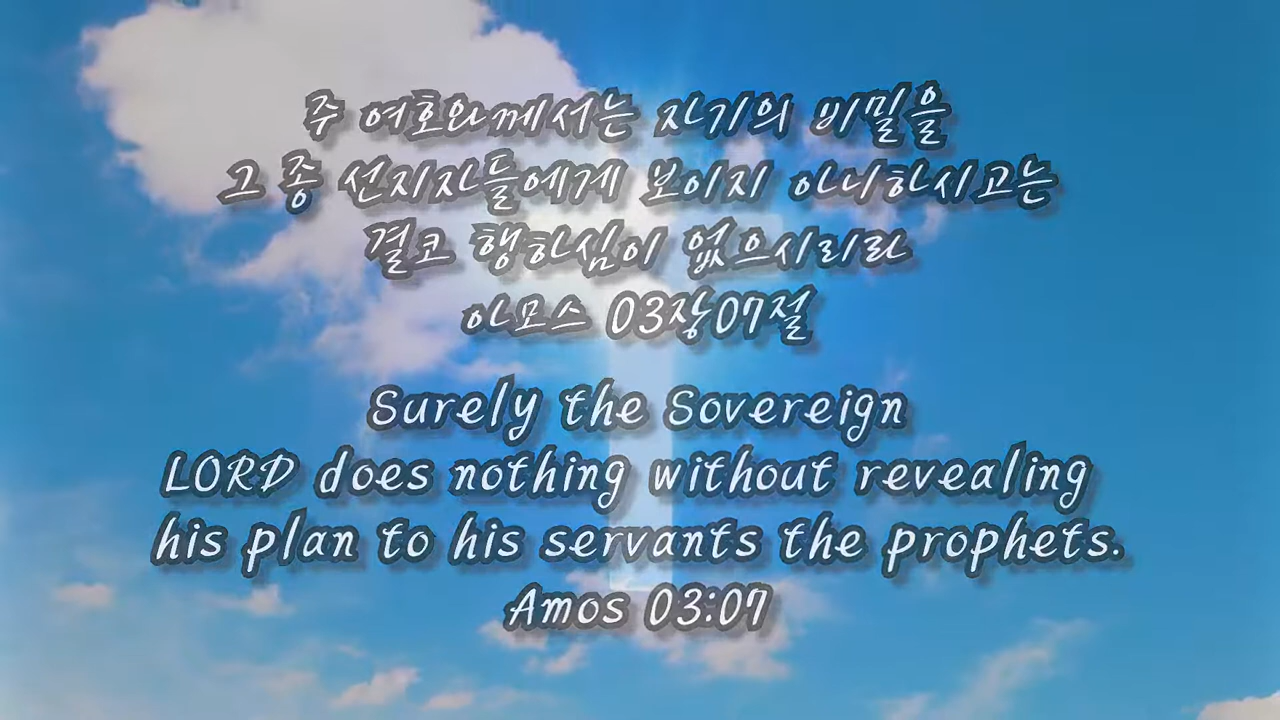 주 여호와께서는 자기의 비밀을
그 종 선지자들에게 보이지 아니하시고는
결코 행하심이 없으시리라
아모스 03장07절
Surely the Sovereign
LORD does nothing without revealing
his plan to his servants the prophets.
Amos 03:07